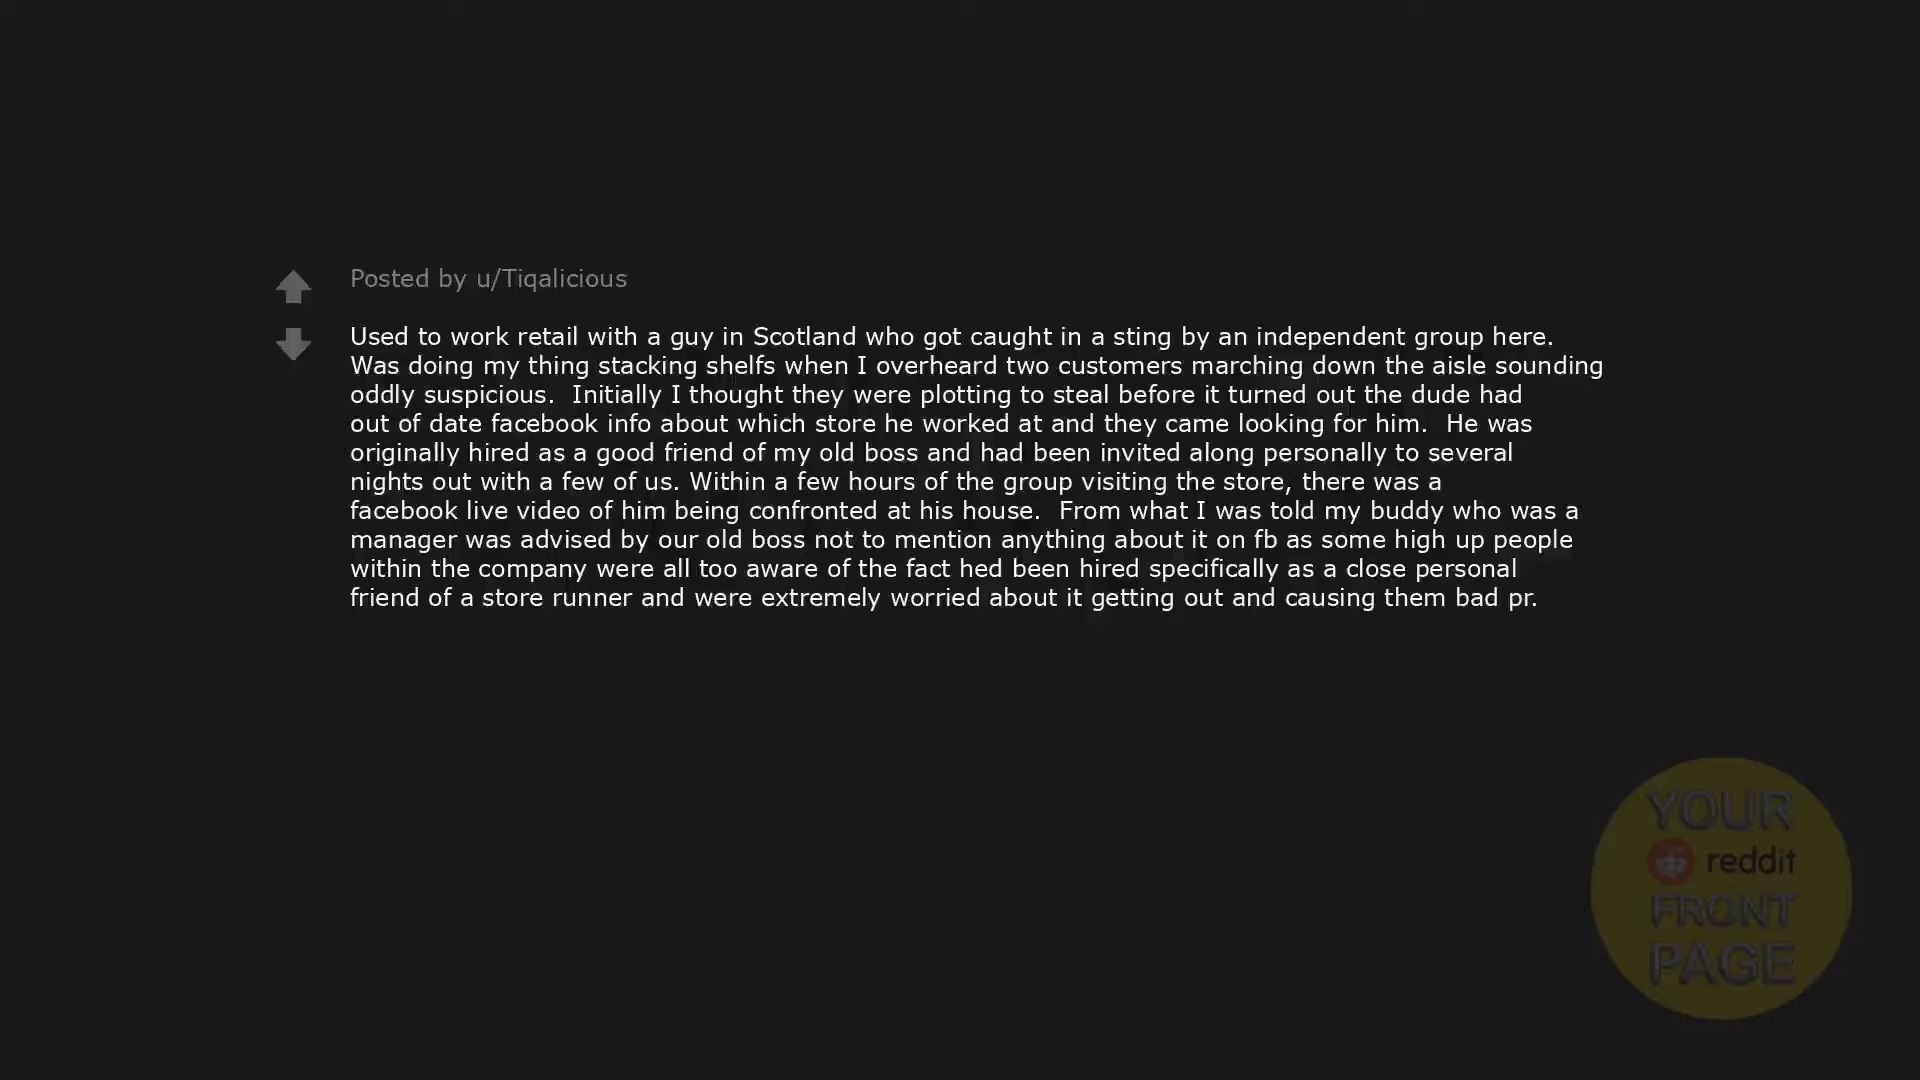 Posted by u/Tiqalicious
Used to work retail with a guy in Scotland who got caught in a sting by an independent group here.
Was doing my thing stacking shelfs when I overheard two customers marching down the aisle sounding
oddly suspicious.  Initially I thought they were plotting to steal before it turned out the dude had
out of date facebook info about which store he worked at and they came looking for him.  He was
originally hired as a good friend of my old boss and had been invited along personally to several
nights out with a few of us. Within a few hours of the group visiting the store, there was a
facebook live video of him being confronted at his house.  From what I was told my buddy who was a
manager was advised by our old boss not to mention anything about it on fb as some high up people
within the company were all too aware of the fact hed been hired specifically as a close personal
friend of a store runner and were extremely worried about it getting out and causing them bad pr.
YOUR
reddit
FRONT
PAGE